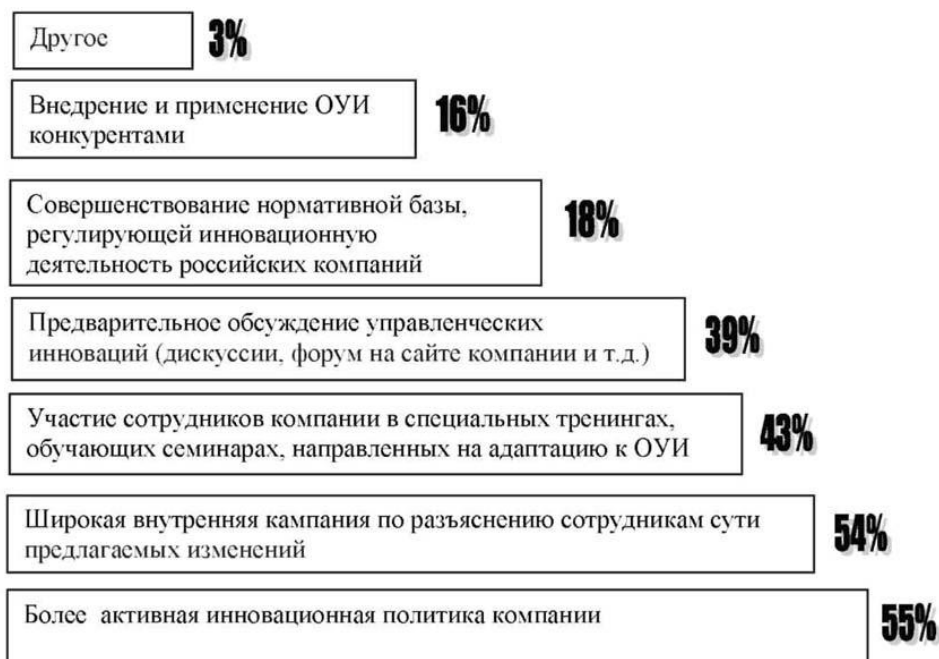 Другое
3%
Внедрение и применение ОУИ
конкурентами
16%
Совершенствование нормативной базы,
регулирующей инновационную
деятельность российских компаний
18%
Предварительное обсуждение управленческих
инноваций (дискуссии, форум на сайте компании и т.д.)
39%
Участие сотрудников компании в специальных тренингах,
обучающих семинарах, направленных на адаптацию к ОУИ
43%
Широкая внутренняя кампания по разъяснению сотрудникам сути
предлагаемых изменений
54%
Более активная инновационная политика компании
55%